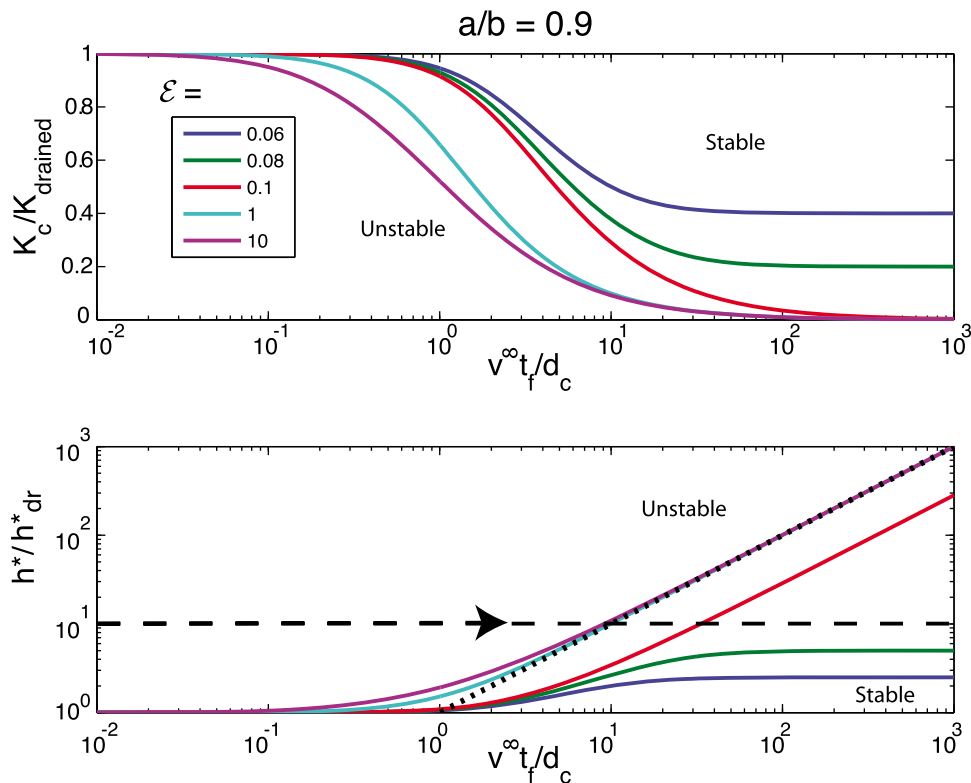 a/b = 0.9
K_c/K_drained
1
0.8
0.6
0.4
0.2
0
ℰ =
0.06
0.08
0.1
1
10
Unstable
Stable
10^-2
10^-1
10^0
10^1
10^2
10^3
v^∞t_f/d_c
h*/h*_dr
10^3
10^2
10^1
10^0
Unstable
Stable
10^-2
10^-1
10^0
10^1
10^2
10^3
v^∞t_f/d_c